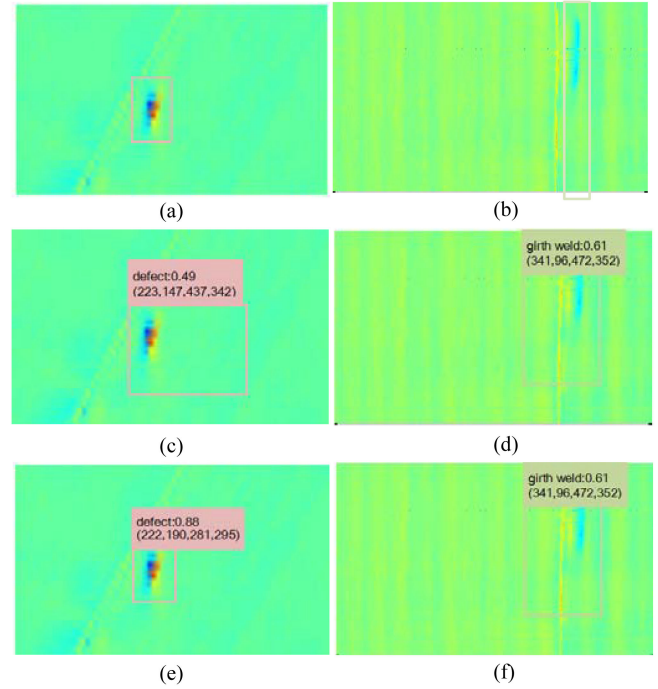 (a)
(b)
defect:0.49
(223,147,437,342)
girth weld:0.61
(341,96,472,352)
(c)
(d)
defect:0.88
(222,190,281,295)
girth weld:0.61
(341,96,472,352)
(e)
(f)